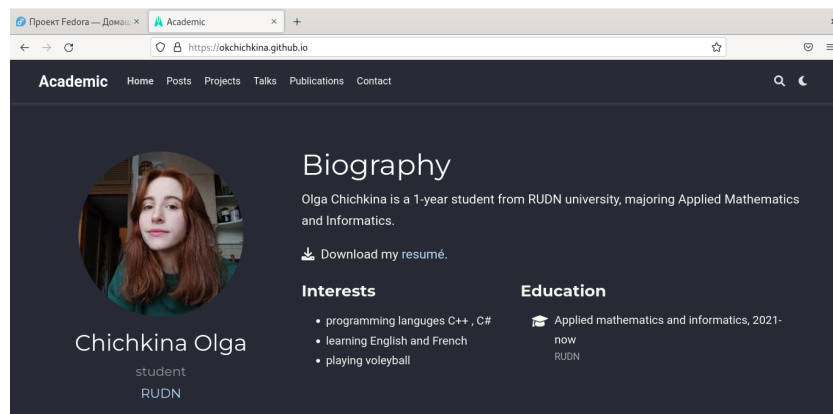 Проект Fedora — Домаш
Academic
https://okchichkina.github.io
Academic Home Posts Projects Talks Publications Contact
Biography
Olga Chichkina is a 1-year student from RUDN university, majoring Applied Mathematics
and Informatics.
Download my resumé.
Interests
programming languges C++ , C#
learning English and French
playing voleyball
Education
Applied mathematics and informatics, 2021-
now
RUDN
Chichkina Olga
student
RUDN